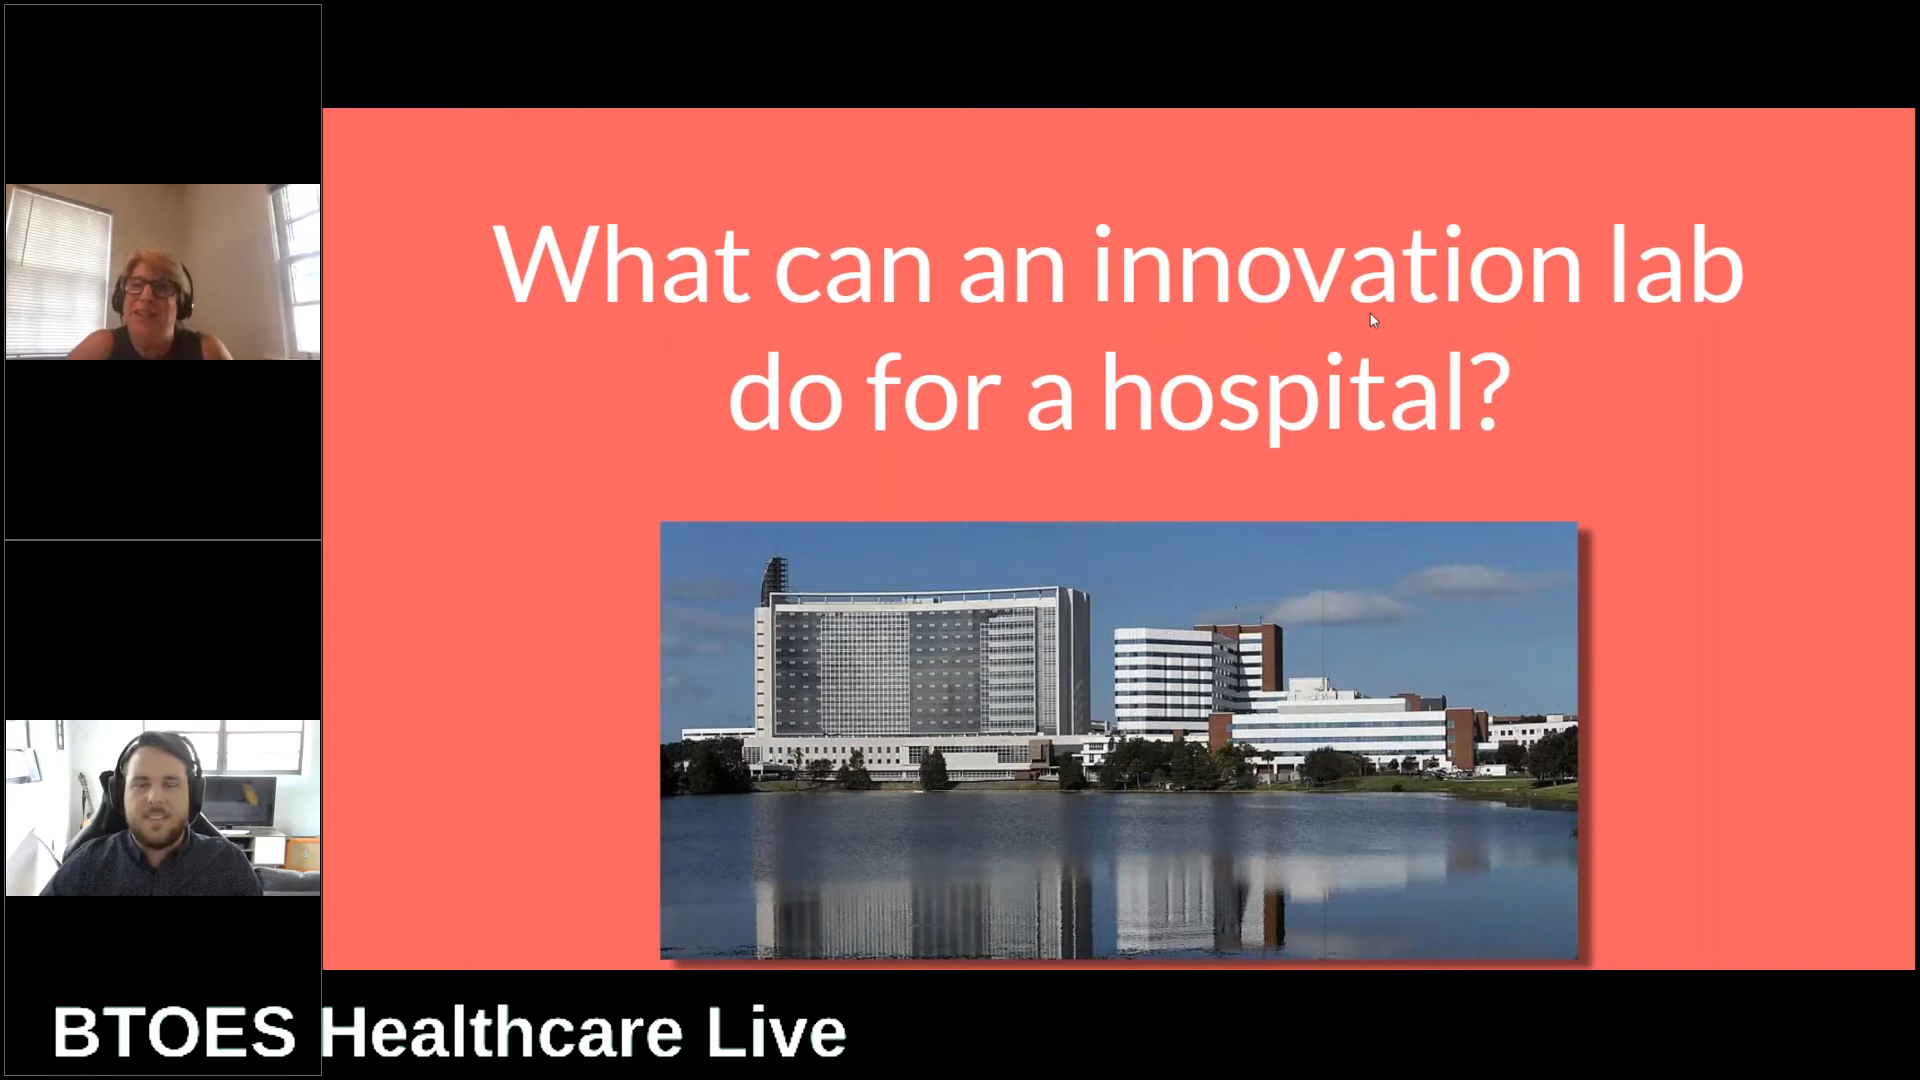 What can an innovation lab
do for a hospital?
BTOES Healthcare Live